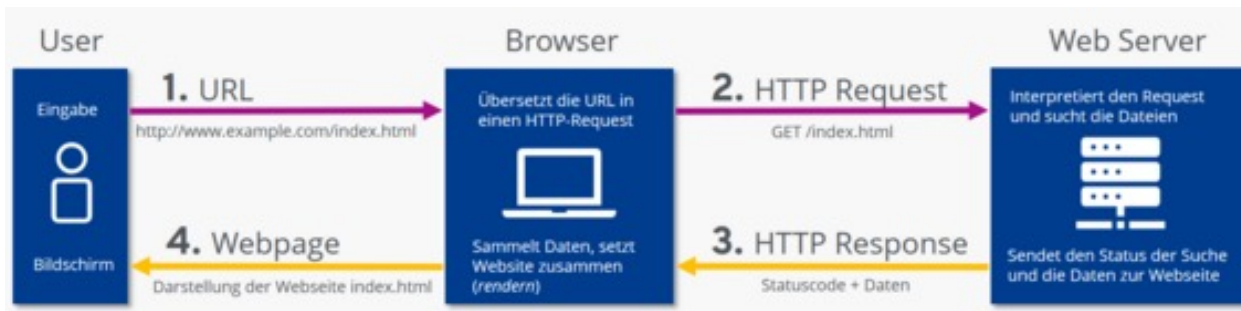 User
Browser
Web Server
Eingabe
1. URL
http://www.example.com/index.html
Übersetzt die URL in
einen HTTP-Request
2. HTTP Request
GET /index.html
Interpretiert den Request
und sucht die Dateien
Bildschirm
4. Webpage
Darstellung der Webseite index.html
Sammelt Daten, setzt
Website zusammen
(rendern)
3. HTTP Response
Statuscode + Daten
Sendet den Status der Suche
und die Daten zur Webseite